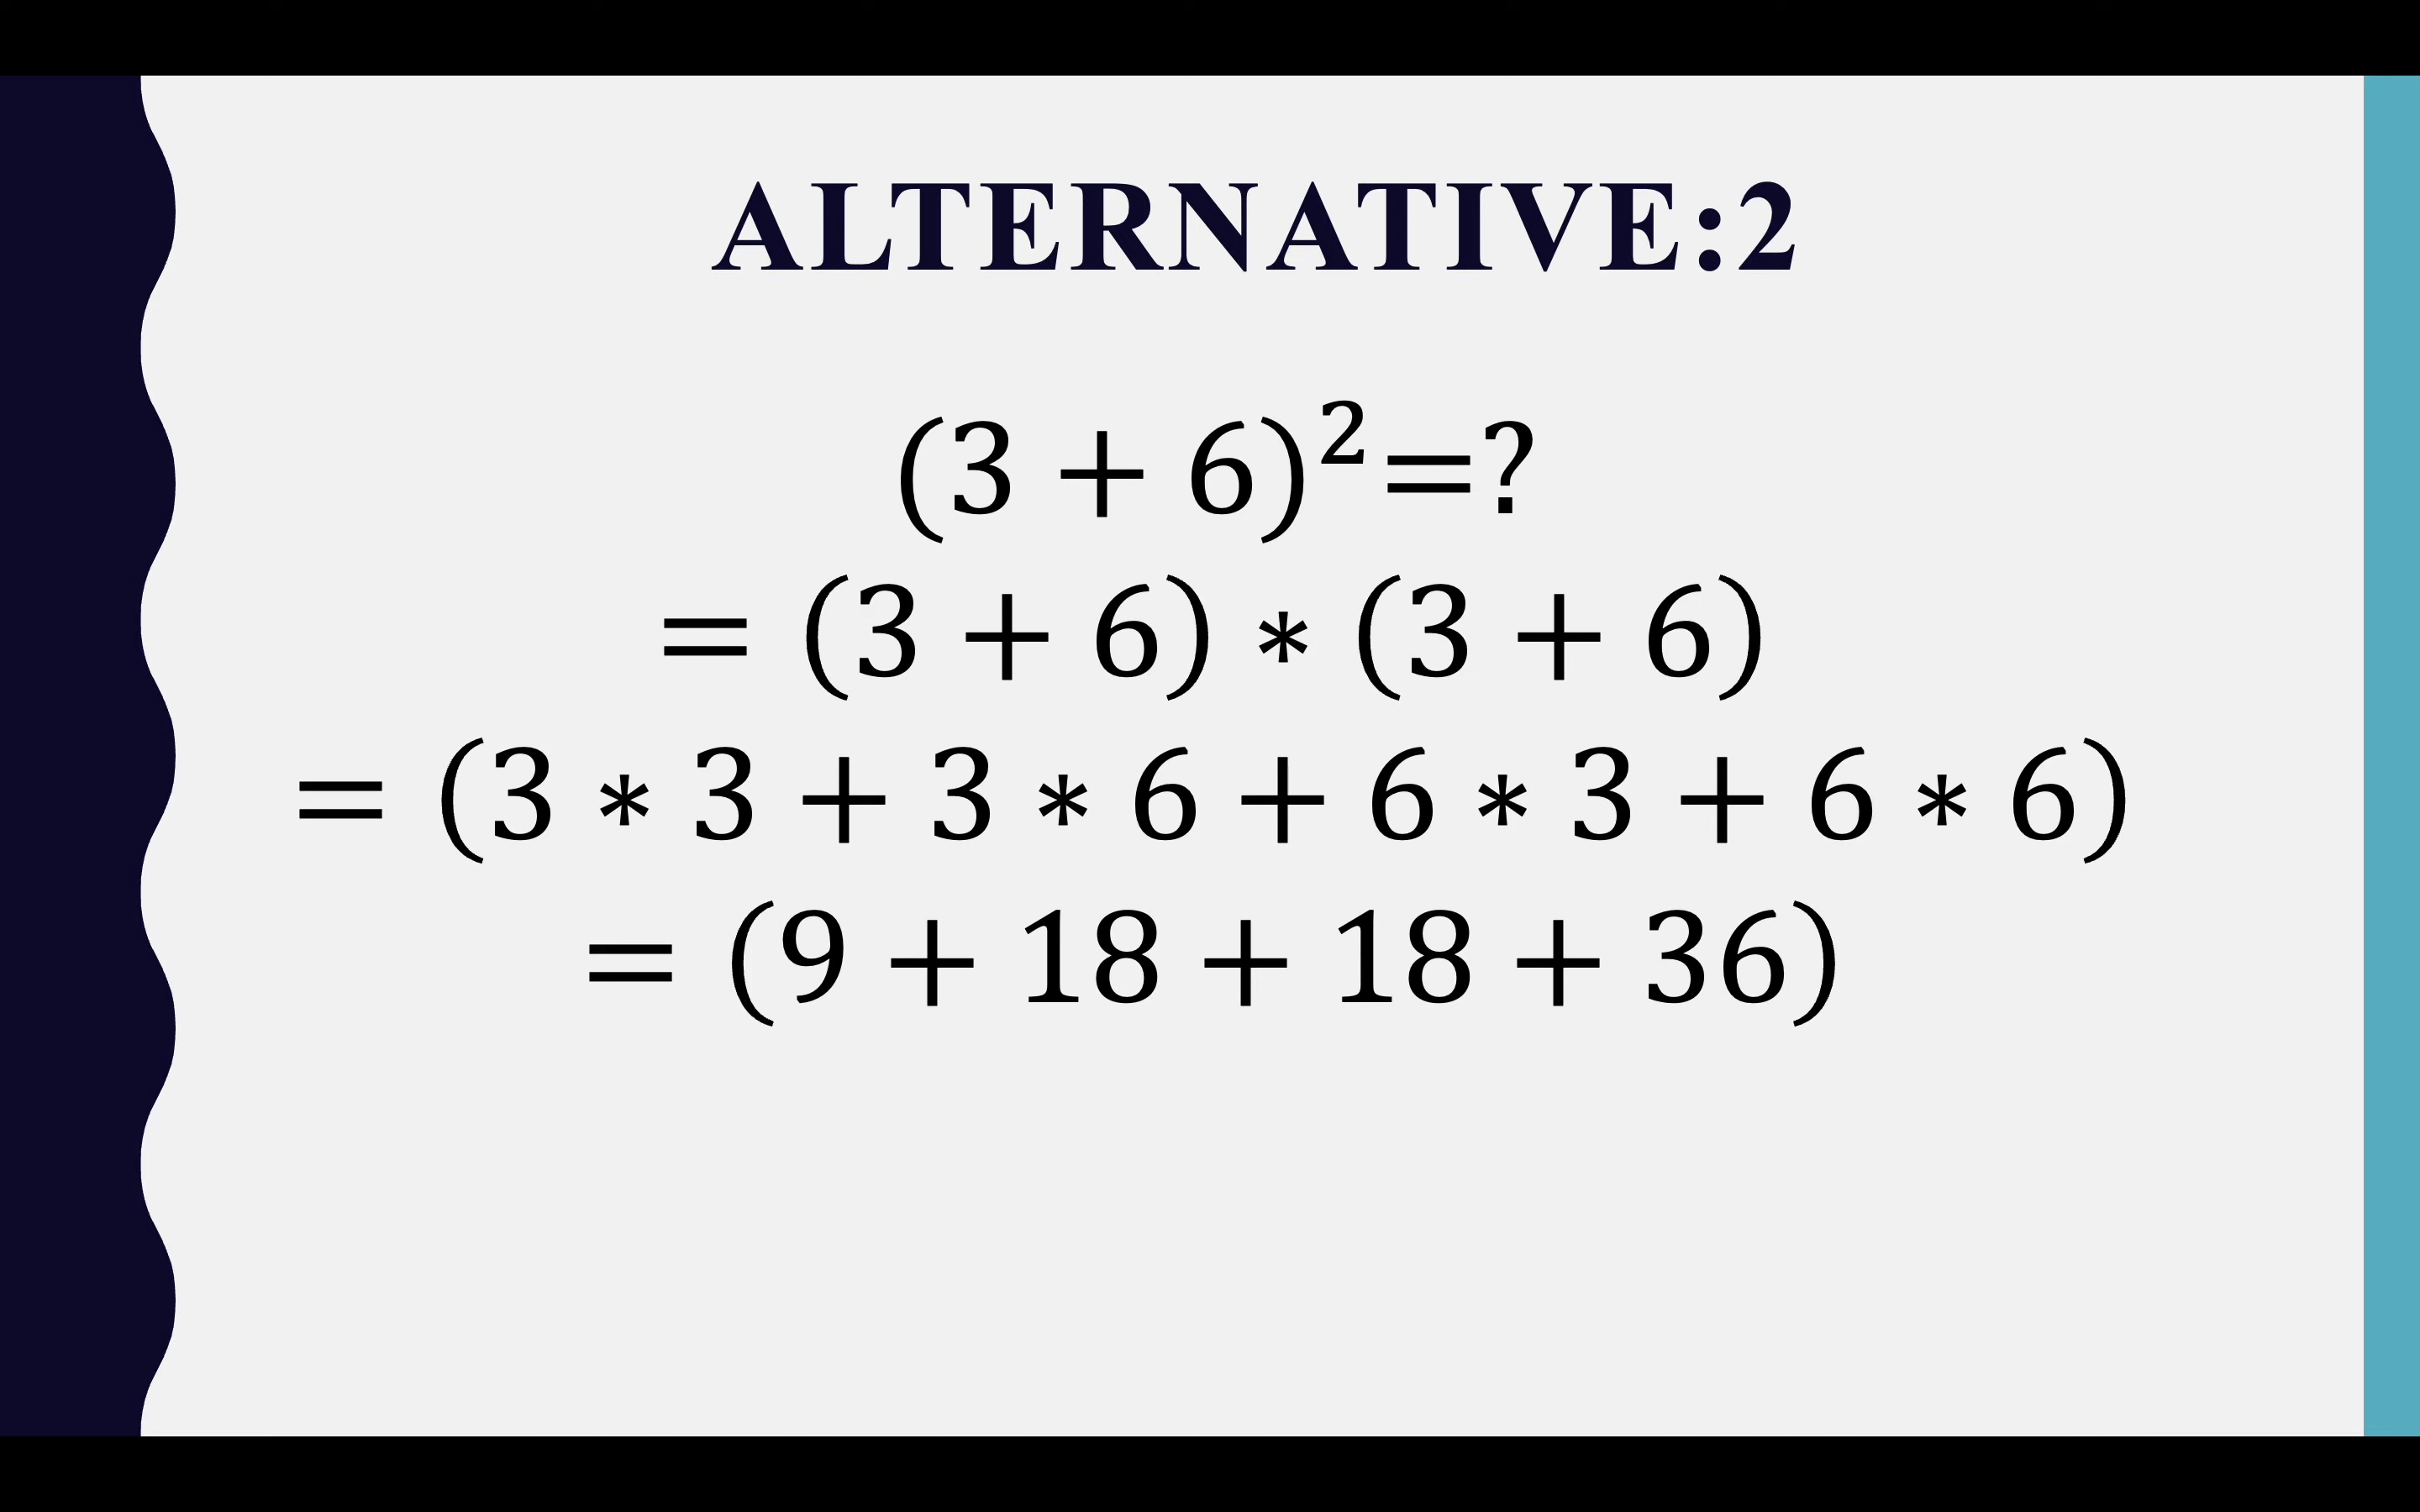 ALTERNATIVE:2
(3 + 6)²=?
= (3 + 6) * (3 + 6)
= (3 * 3 + 3 * 6 + 6 * 3 + 6 * 6)
= (9 + 18 + 18 + 36)